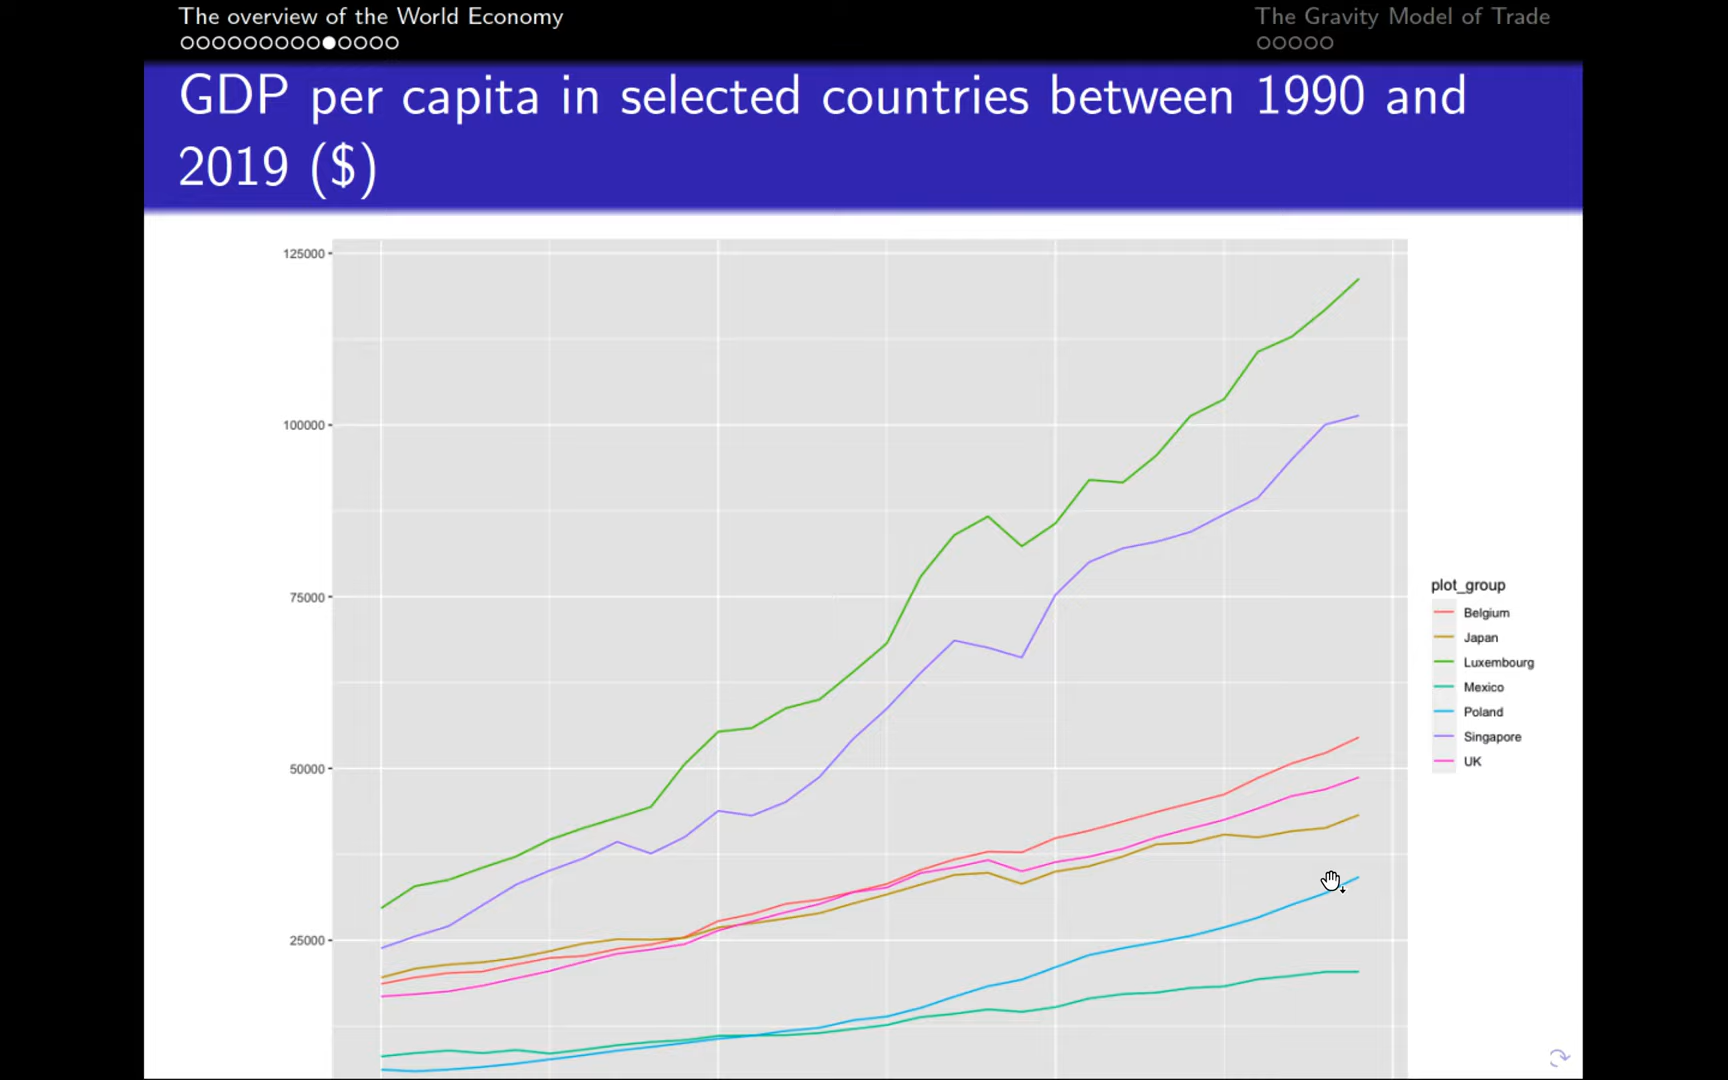 The overview of the World Economy
The Gravity Model of Trade
GDP per capita in selected countries between 1990 and
2019 ($)
125000
100000
75000
50000
25000
plot_group
Belgium
Japan
Luxembourg
Mexico
Poland
Singapore
UK